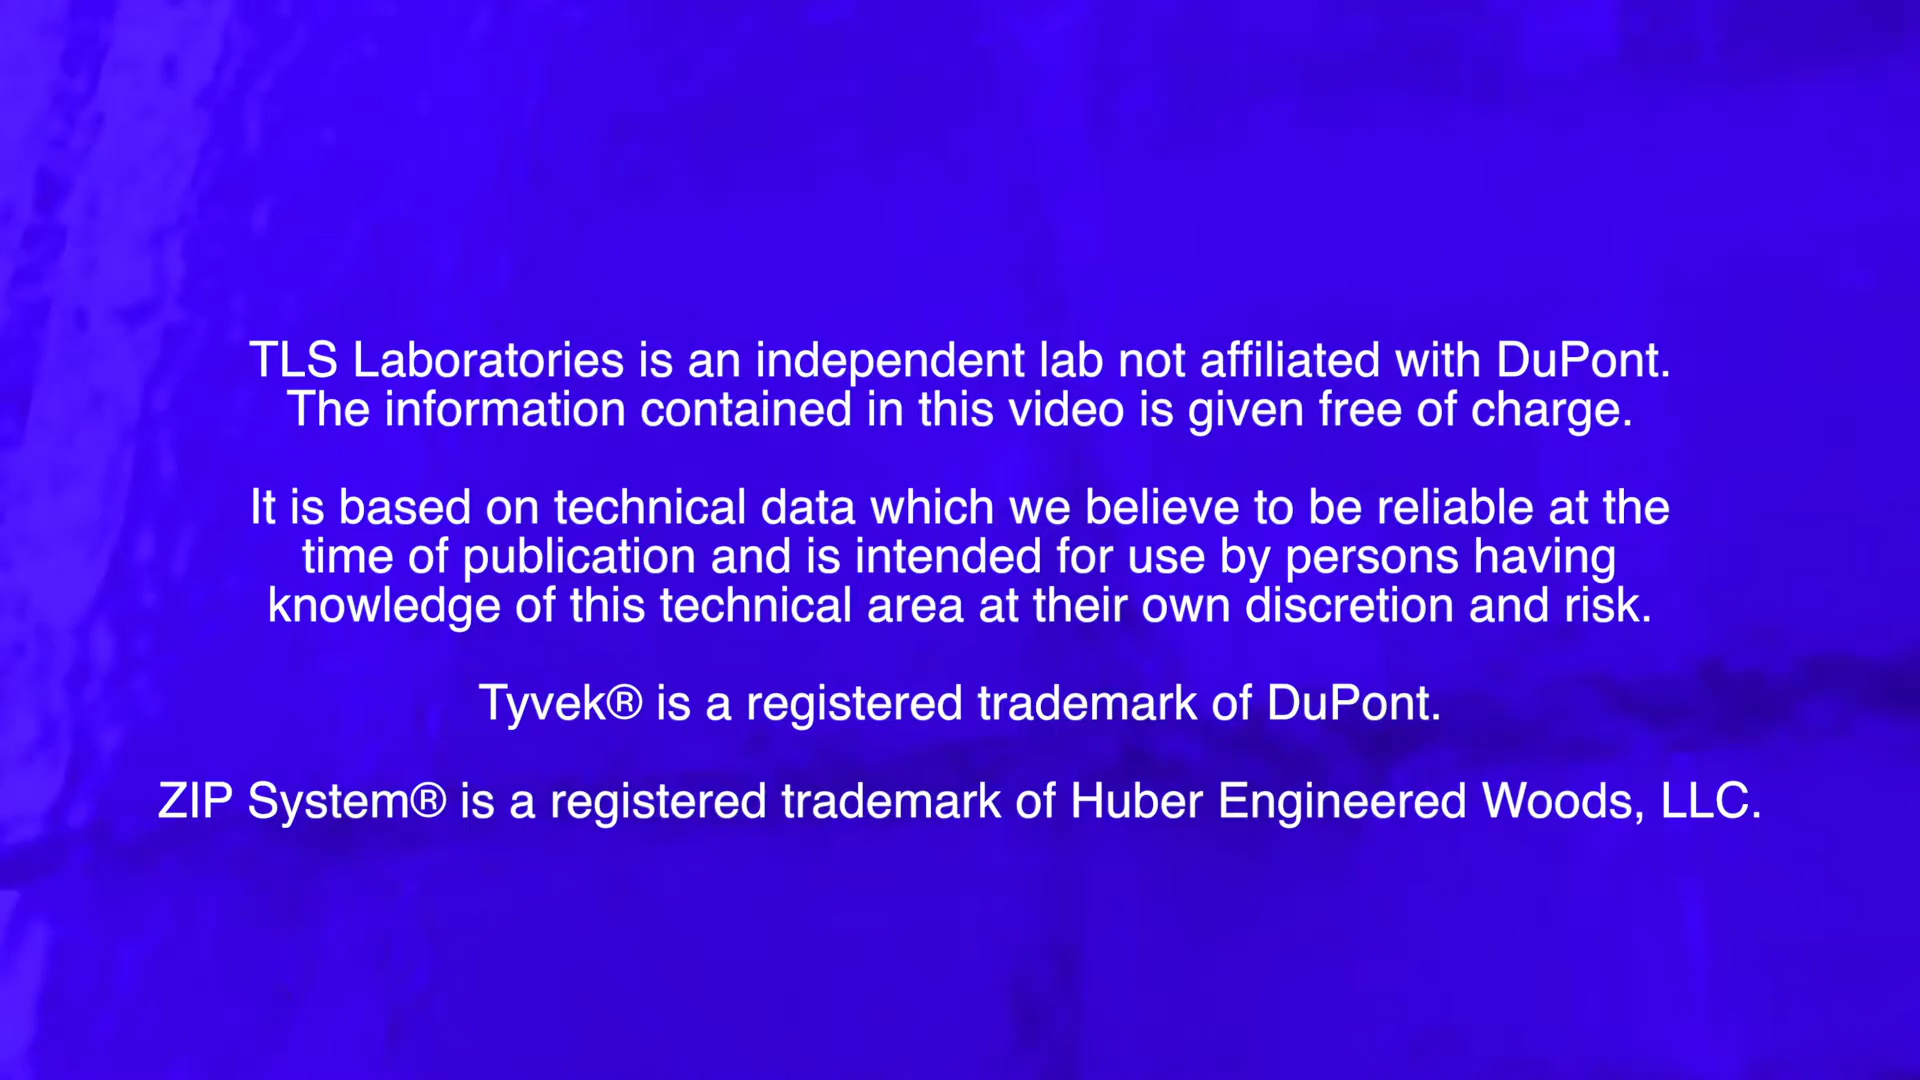 TLS Laboratories is an independent lab not affiliated with DuPont.
The information contained in this video is given free of charge.
It is based on technical data which we believe to be reliable at the
time of publication and is intended for use by persons having
knowledge of this technical area at their own discretion and risk.
Tyvek® is a registered trademark of DuPont.
ZIP System® is a registered trademark of Huber Engineered Woods, LLC.